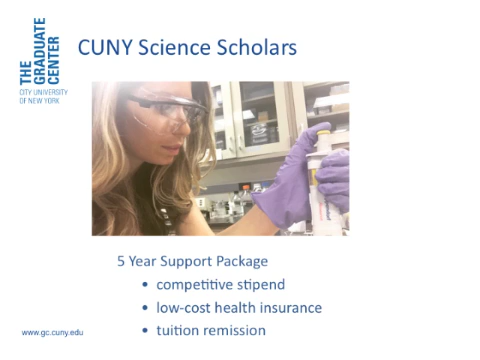 THE
GRADUATE
CENTER
CITY UNIVERSITY
OF NEW YORK
CUNY Science Scholars
5 Year Support Package
• competitive stipend
• low-cost health insurance
• tuition remission
www.gc.cuny.edu